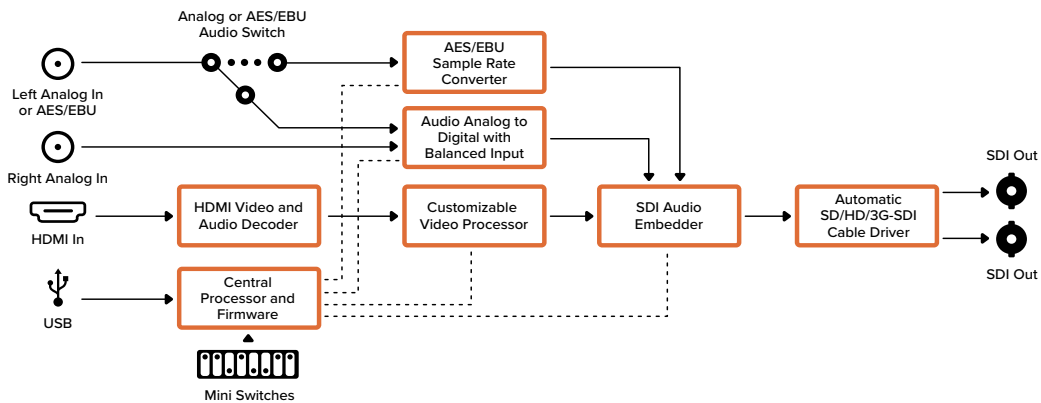 Analog or AES/EBU
Audio Switch
Left Analog In
or AES/EBU
Right Analog In
HDMI In
USB
AES/EBU
Sample Rate
Converter
Audio Analog to
Digital with
Balanced Input
HDMI Video and
Audio Decoder
Customizable
Video Processor
SDI Audio
Embedder
Automatic
SD/HD/3G-SDI
Cable Driver
SDI Out
SDI Out
Central
Processor and
Firmware
Mini Switches